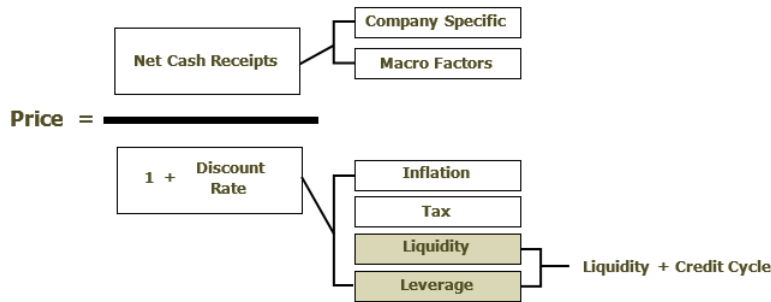 Company Specific
Net Cash Receipts
Macro Factors
Price =
1 + Discount
Rate
Inflation
Tax
Liquidity
Liquidity + Credit Cycle
Leverage